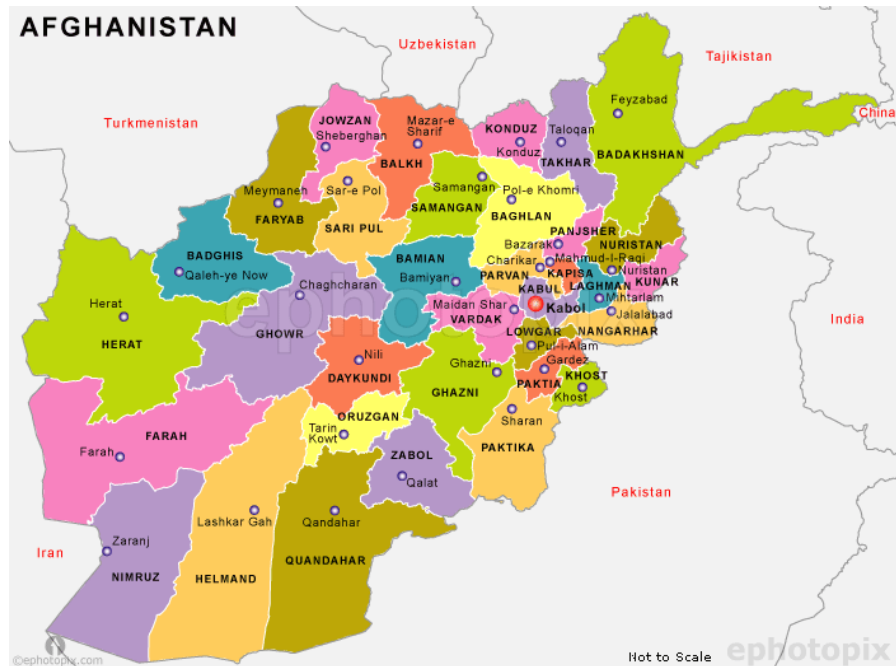 AFGHANISTAN
Uzbekistan
Tajikistan
Turkmenistan
China
Feyzabad
BADAKHSHAN
JOWZAN
Sheberghan
Mazar-e
Sharif
BALKH
KONDUZ
Konduz
Taloqan
TAKHAR
Meymaneh
FARYAB
Sar-e Pol
SARI PUL
Samangan
SAMANGAN
Pol-e Khomri
BAGHLAN
PANJSHER
Bazarak
NURISTAN
Nuristan
BADGHIS
Qaleh-ye Now
BAMIAN
Bamiyan
Charikar
PARVAN
Mahmud-I-Raqi
KAPISA
KUNAR
LAGHMAN
Mihtarlam
Chaghcharan
GHOWR
Herat
HERAT
KABUL
Kabol
Maidan Shar
VARDAK
LOWGAR
Pul-i-Alam
Jalalabad
NANGARHAR
India
Nili
DAYKUNDI
Ghazni
GHAZNI
Gardez
PAKTIA
KHOST
Khost
ORUZGAN
Tarin
Kowt
Sharan
PAKTIKA
FARAH
Farah
ZABOL
Qalat
Pakistan
Lashkar Gah
HELMAND
Qandahar
QUANDAHAR
Iran
Zaranj
NIMRUZ
ephotopix
©ephotopix.com
Not to Scale
ephotopix